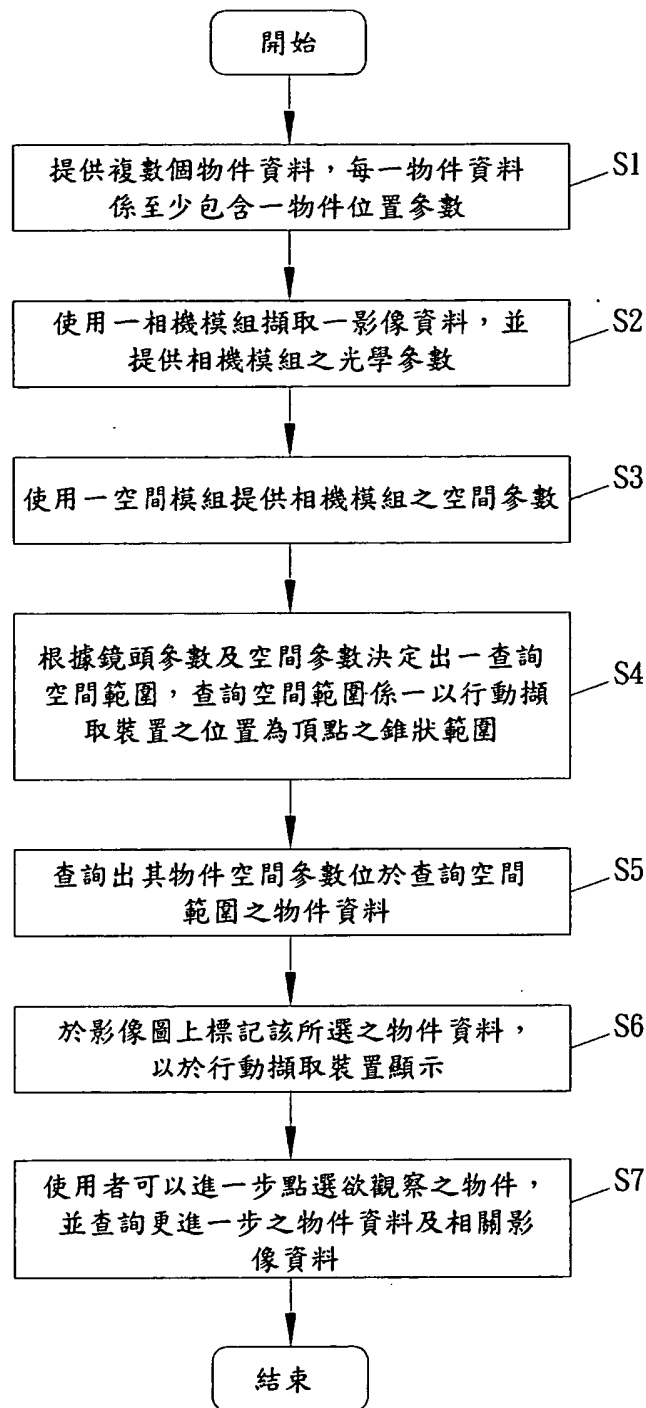 開始
提供複數個物件資料，每一物件資料
係至少包含一物件位置參數
S1
使用一相機模組擷取一影像資料，並
提供相機模組之光學參數
S2
使用一空間模組提供相機模組之空間參數
S3
根據鏡頭參數及空間參數決定出一查詢
空間範圍，查詢空間範圍係一以行動擷
取裝置之位置為頂點之錐狀範圍
S4
查詢出其物件空間參數位於查詢空間
範圍之物件資料
S5
於影像圖上標記該所選之物件資料，
以於行動擷取裝置顯示
S6
使用者可以進一步點選欲觀察之物件，
並查詢更進一步之物件資料及相關影
像資料
S7
結束